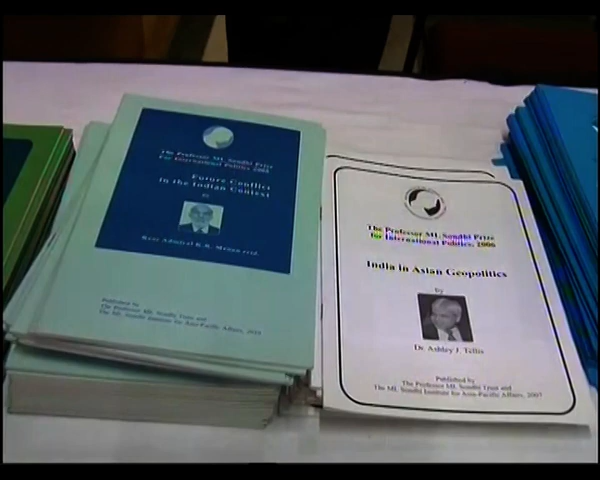 The Professor ML Sondhi Prize
For International Politics 2008
Future Conflict
in the Indian Context
by
Rear Admiral K.R. Menon retd.
Published by
The Professor ML Sondhi Trust and
The ML Sondhi Institute for Asia-Pacific Affairs,
The Professor ML Sondhi Prize
for International Politics, 2006
India in Asian Geopolitics
By
Dr. Ashley J. Tellis
Published by
The Professor ML Sondhi Trust and
The ML Sondhi Institute for Asia-Pacific Affairs, 2007